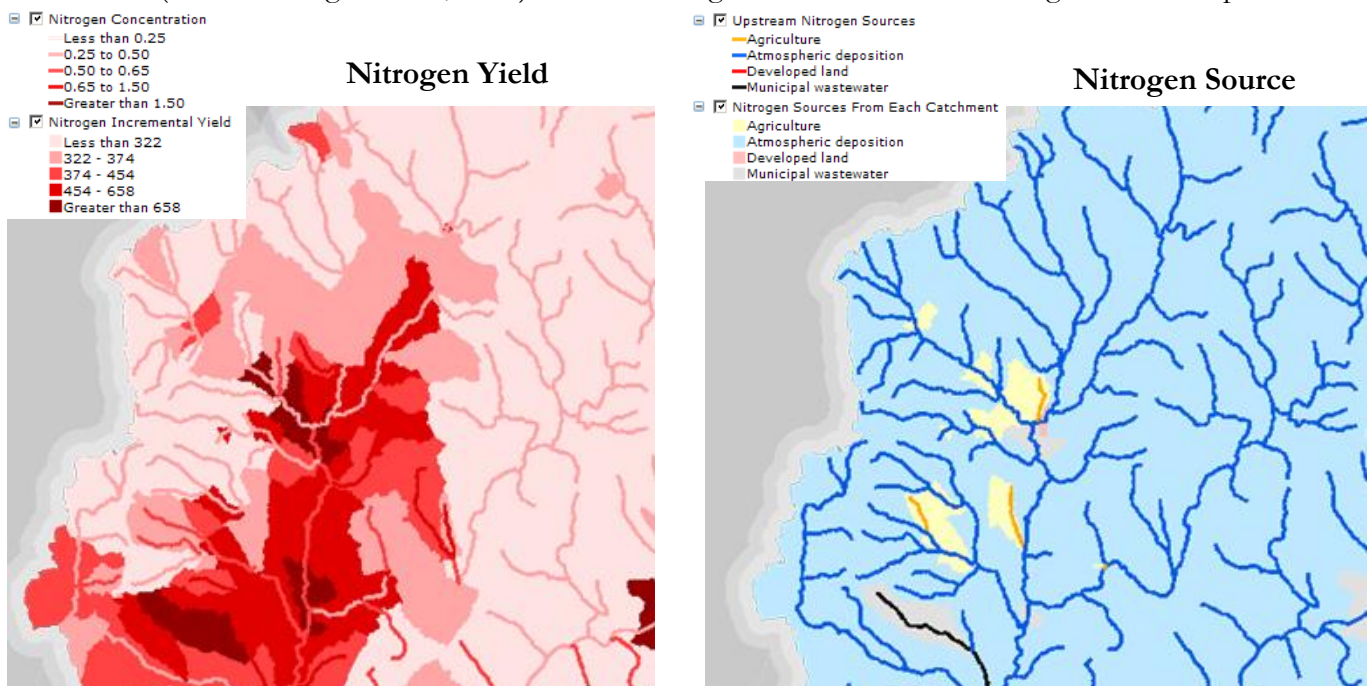 Nitrogen Concentration
Less than 0.25
0.25 to 0.50
0.50 to 0.65
0.65 to 1.50
Greater than 1.50
Nitrogen Incremental Yield
Less than 322
322 - 374
374 - 454
454 - 658
Greater than 658
Nitrogen Yield
Upstream Nitrogen Sources
Agriculture
Atmospheric deposition
Developed land
Municipal wastewater
Nitrogen Sources From Each Catchment
Agriculture
Atmospheric deposition
Developed land
Municipal wastewater
Nitrogen Source